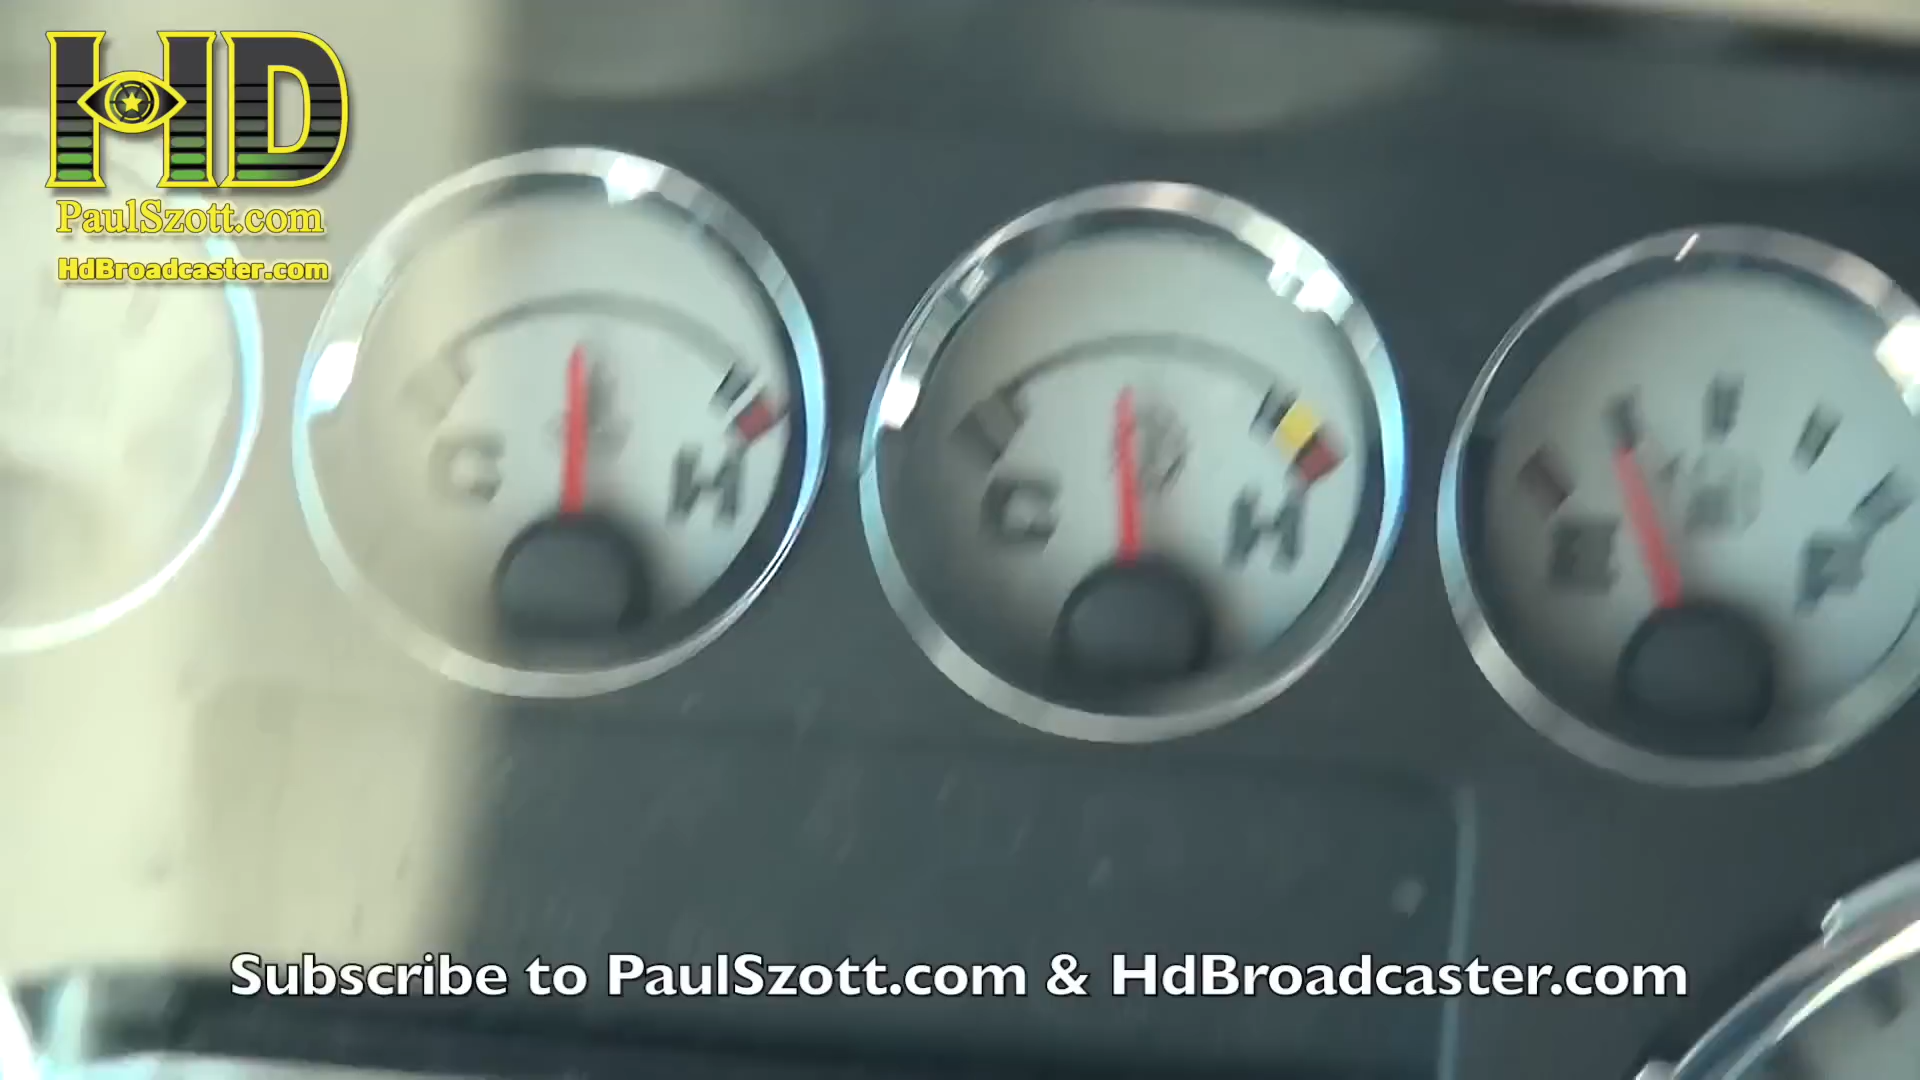 HD
PaulSzott.com
HdBroadcaster.com
C H
C H
E F
Subscribe to PaulSzott.com & HdBroadcaster.com